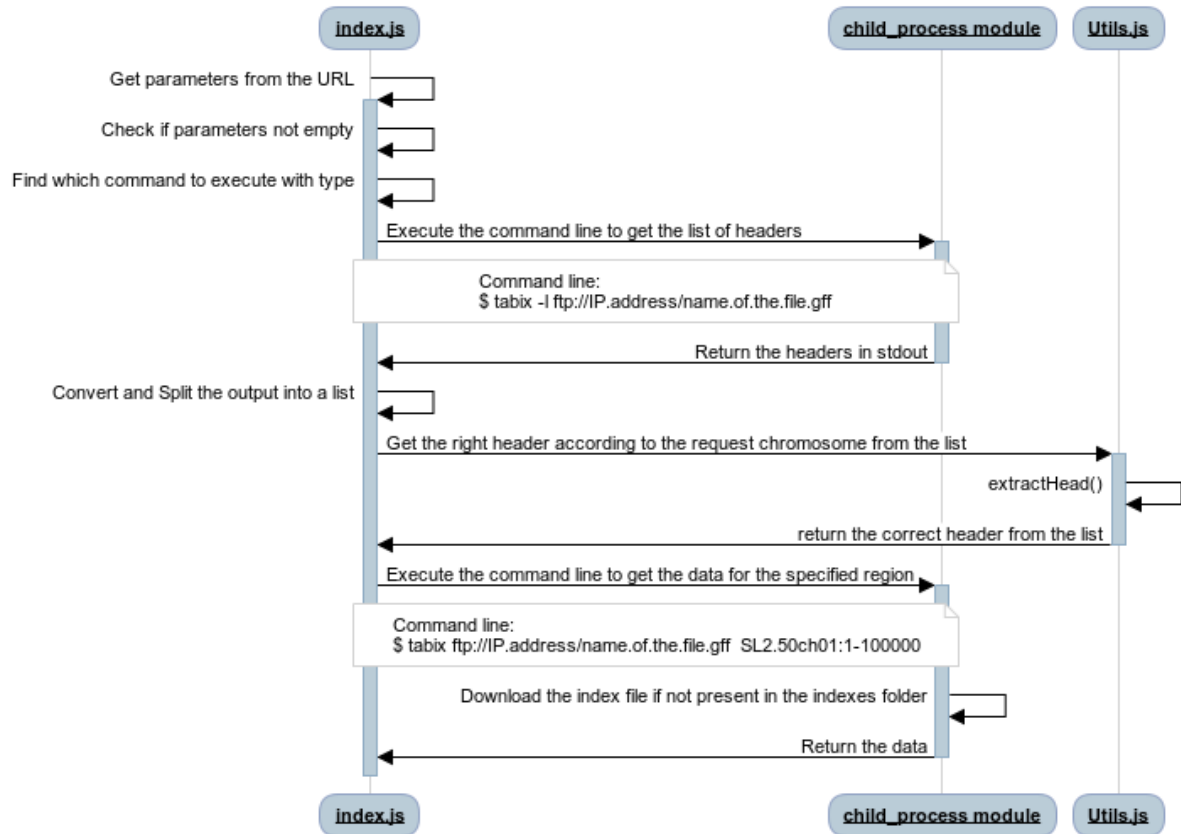 index.js
child_process module
Utils.js
Get parameters from the URL
Check if parameters not empty
Find which command to execute with type
Execute the command line to get the list of headers
Command line:
$ tabix -l ftp://IP.address/name.of.the.file.gff
Return the headers in stdout
Convert and Split the output into a list
Get the right header according to the request chromosome from the list
extractHead()
return the correct header from the list
Execute the command line to get the data for the specified region
Command line:
$ tabix ftp://IP.address/name.of.the.file.gff  SL2.50ch01:1-100000
Download the index file if not present in the indexes folder
Return the data
index.js
child_process module
Utils.js